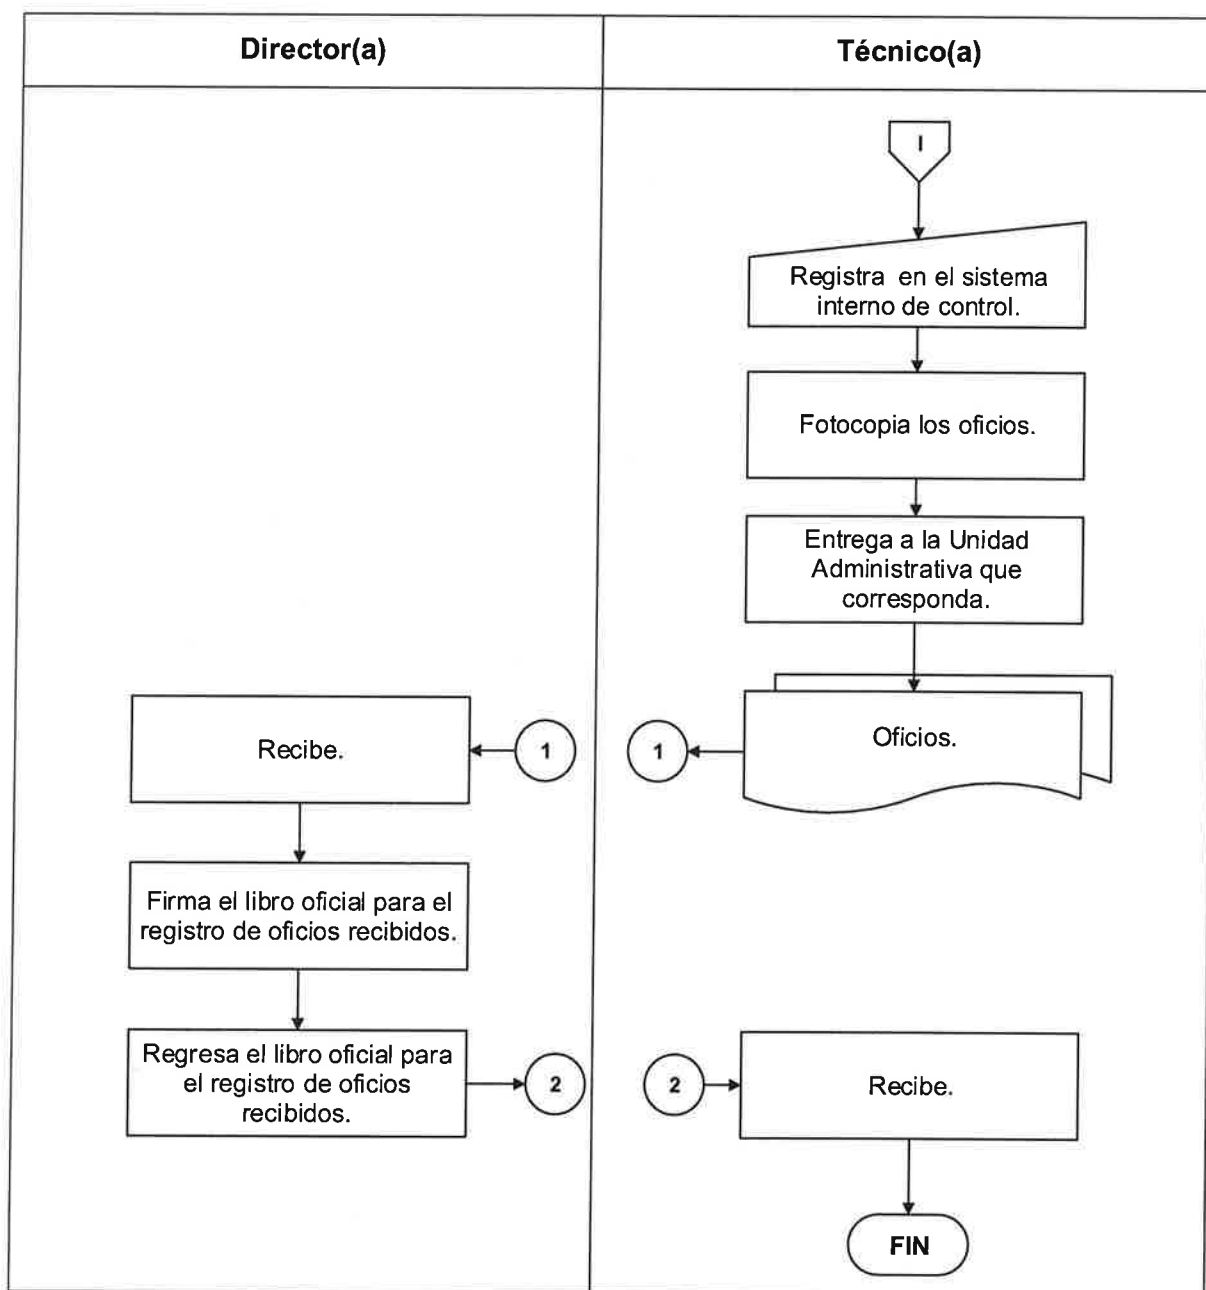 Director(a)
Técnico(a)
I
Registra en el sistema
interno de control.
Fotocopia los oficios.
Entrega a la Unidad
Administrativa que
corresponda.
Oficios.
1
1
Recibe.
Firma el libro oficial para el
registro de oficios recibidos.
Regresa el libro oficial para
el registro de oficios
recibidos.
2
2
Recibe.
FIN